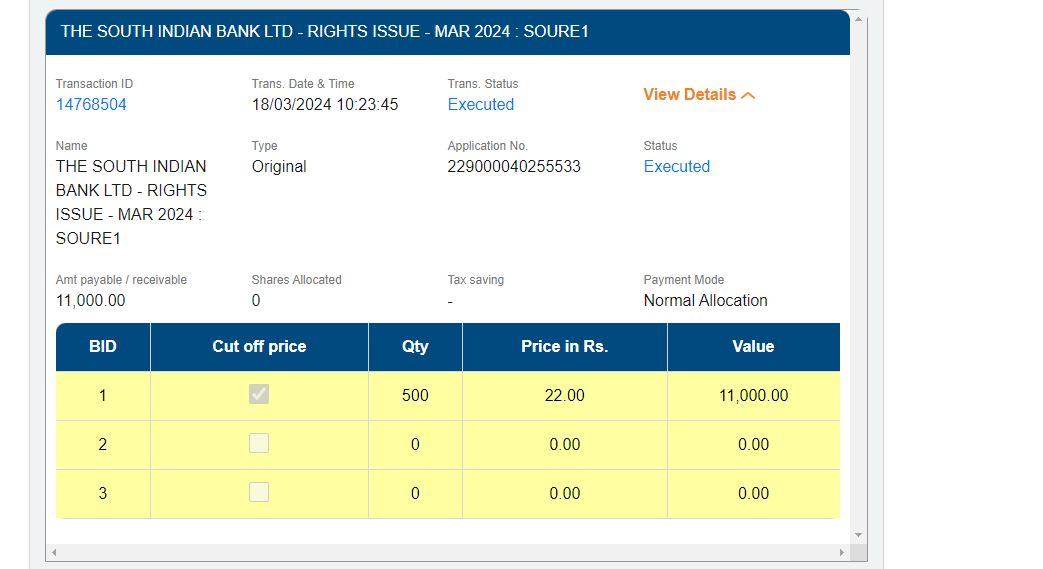 THE SOUTH INDIAN BANK LTD - RIGHTS ISSUE - MAR 2024 : SOURE1
Transaction ID Trans. Date & Time Trans. Status
14768504 18/03/2024 10:23:45 Executed View Details
Name Type Application No. Status
THE SOUTH INDIAN Original 229000040255533 Executed
BANK LTD - RIGHTS
ISSUE - MAR 2024 :
SOURE1
Amt payable / receivable Shares Allocated Tax saving Payment Mode
11,000.00 0 - Normal Allocation
BID Cut off price Qty Price in Rs. Value
1 500 22.00 11,000.00
2 0 0.00 0.00
3 0 0.00 0.00